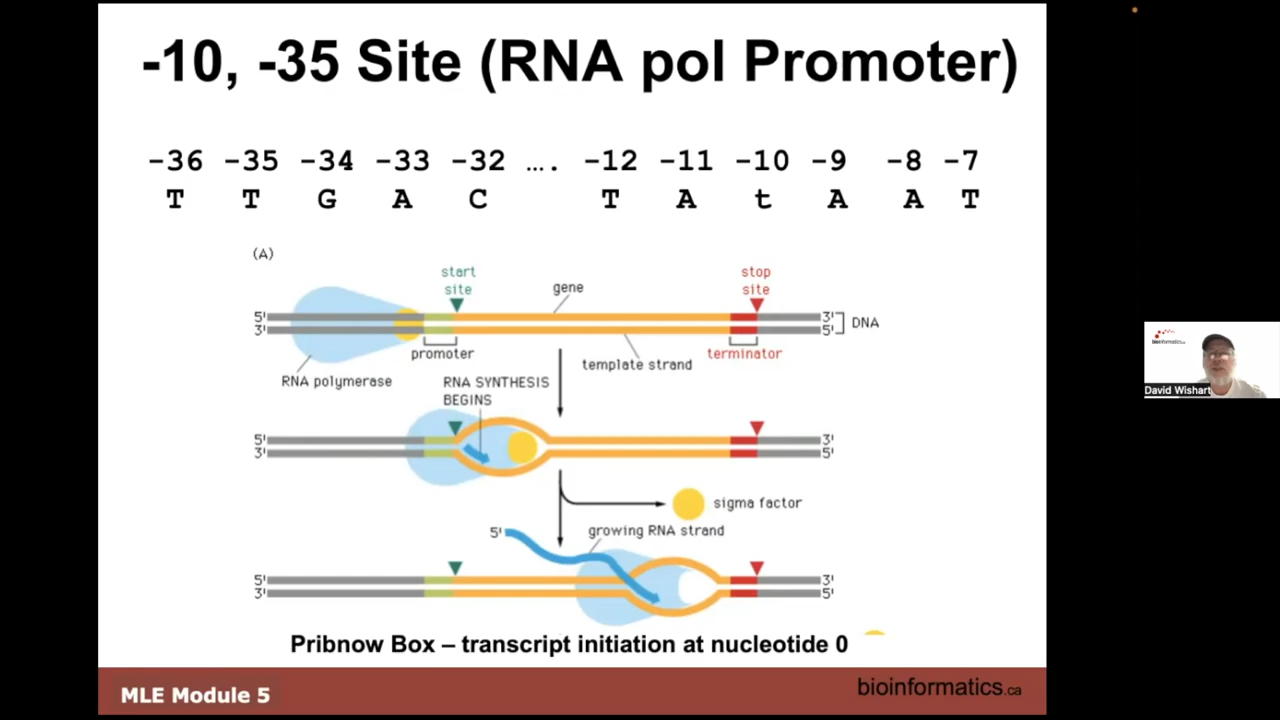 -10, -35 Site (RNA pol Promoter)
-36 -35 -34 -33 -32 .... -12 -11 -10 -9 -8 -7
T T G A C T A t A A T
(A)
start site
gene
stop site
5' 3'
3' 5'
DNA
promoter
template strand
terminator
RNA polymerase
RNA SYNTHESIS
BEGINS
5' 3'
3' 5'
sigma factor
5'
growing RNA strand
5' 3'
3' 5'
Pribnow Box – transcript initiation at nucleotide 0
MLE Module 5
bioinformatics.ca
bioinformatics.ca
David Wishart